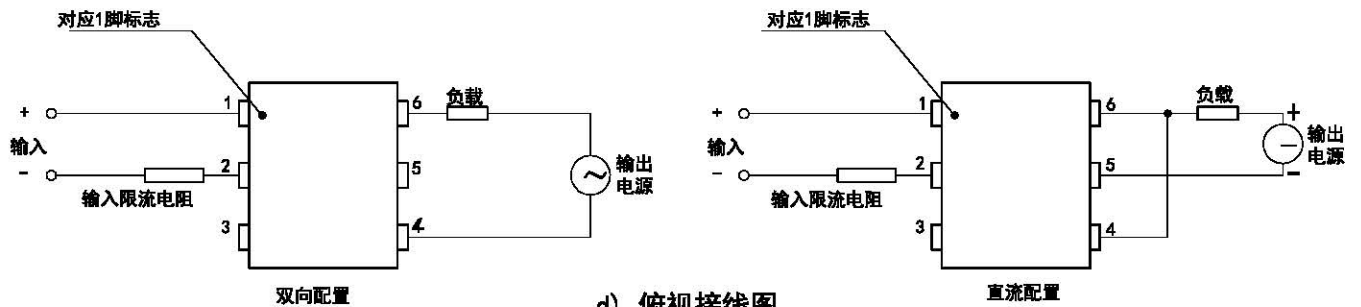 对应1脚标志
+
输入
-
输入限流电阻
1
2
3
6
5
4
负载
输出
电源
双向配置
对应1脚标志
+
输入
-
输入限流电阻
1
2
3
6
5
4
负载
+
输出
电源
-
直流配置
d) 俯视接线图